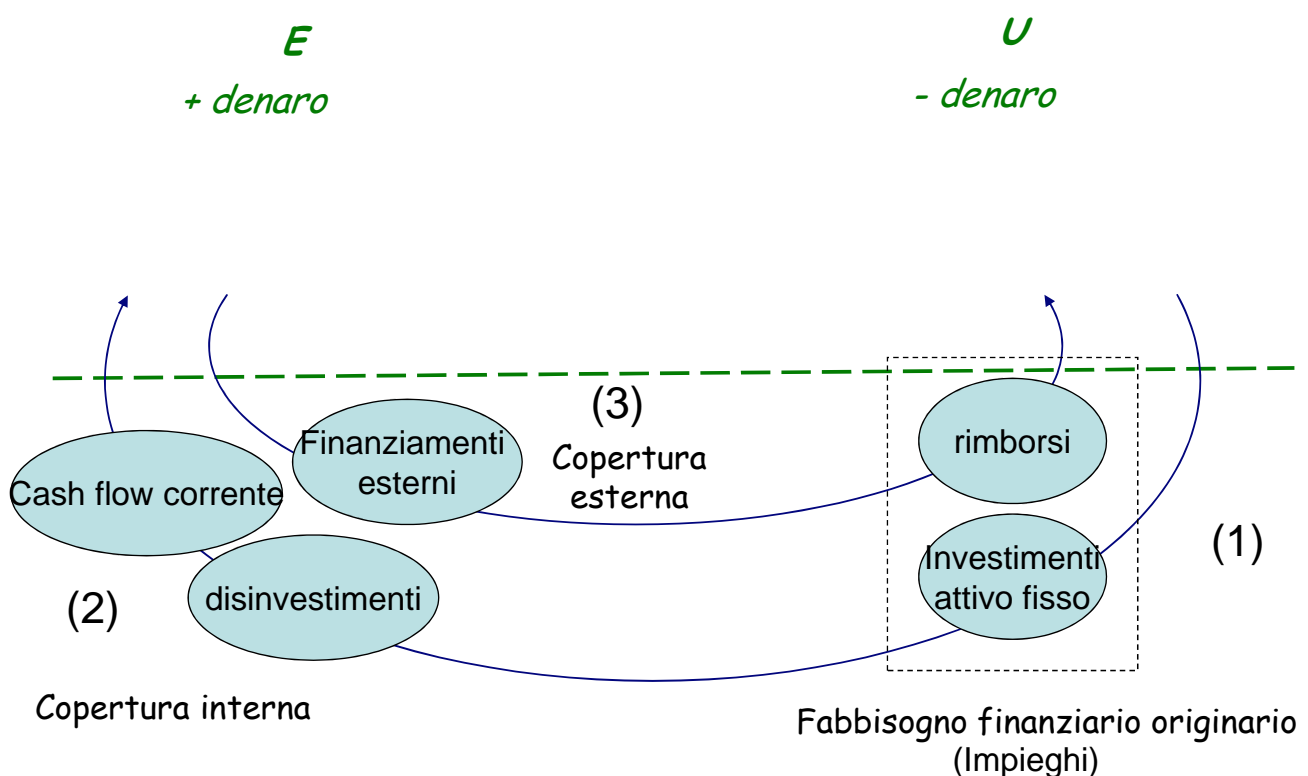 E
U
+ denaro
- denaro
(3)
Finanziamenti
esterni
Copertura
esterna
rimborsi
Cash flow corrente
(1)
Investimenti
attivo fisso
disinvestimenti
(2)
Copertura interna
Fabbisogno finanziario originario
(Impieghi)